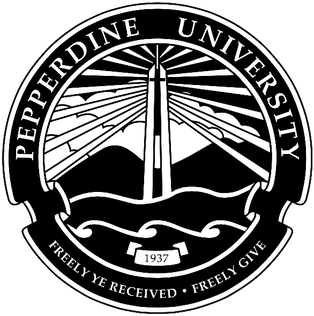 PEPPERDINE UNIVERSITY
1937
FREELY YE RECEIVED • FREELY GIVE